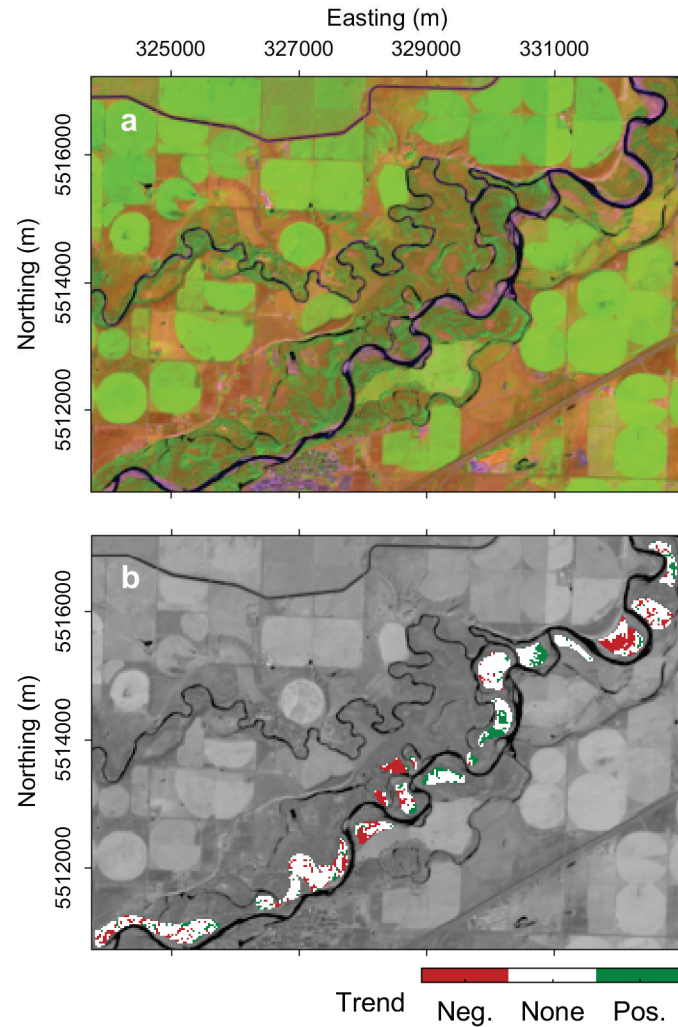 Easting (m)
325000 327000 329000 331000
a
Northing (m)
5516000
5514000
5512000
b
Northing (m)
5516000
5514000
5512000
Trend
Neg. None Pos.